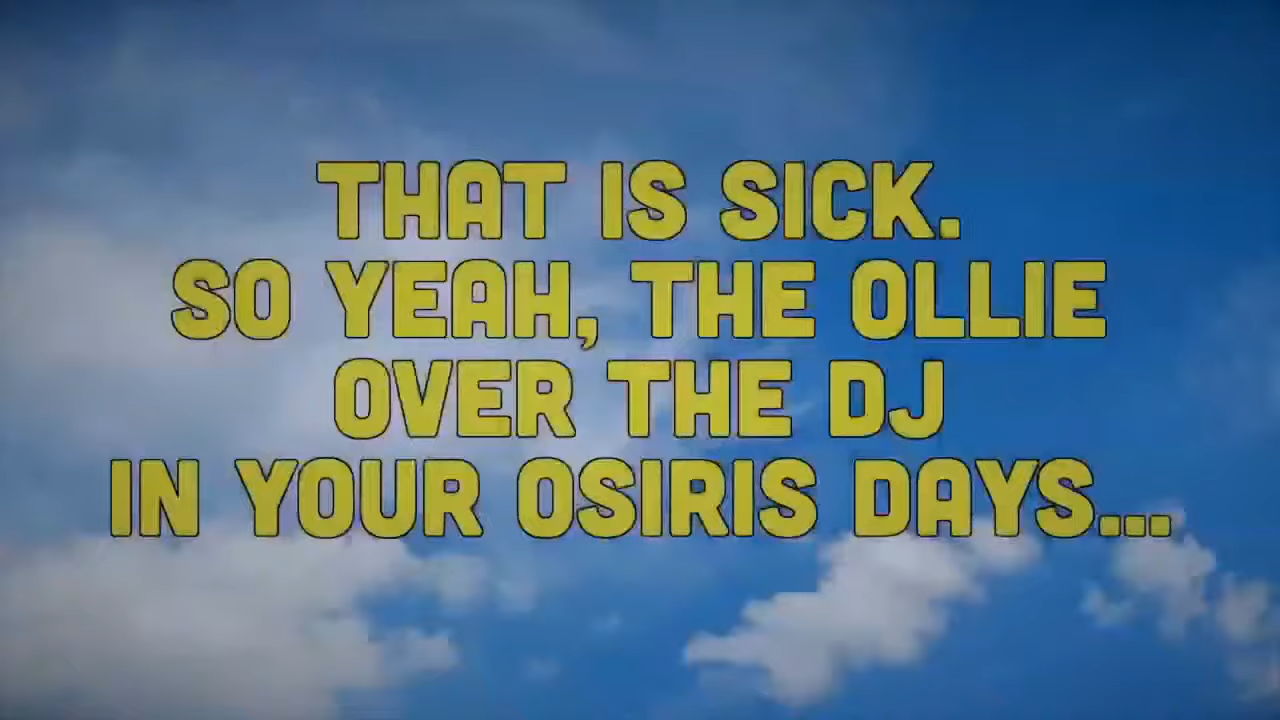 THAT IS SICK.
SO YEAH, THE OLLIE
OVER THE DJ
IN YOUR OSIRIS DAYS...